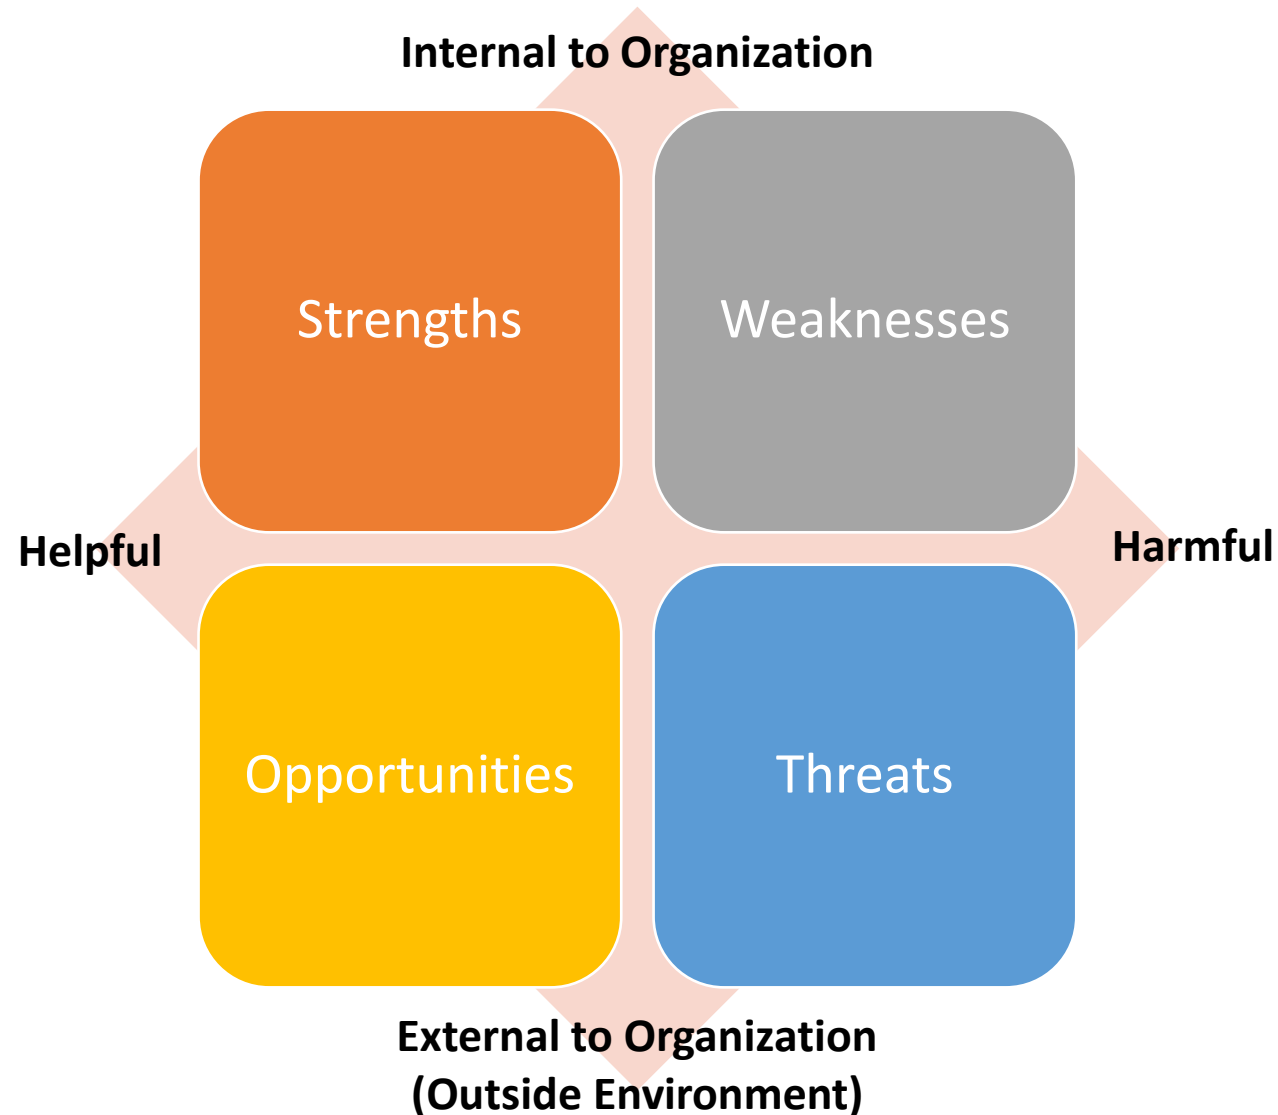 Internal to Organization
Strengths
Weaknesses
Helpful
Harmful
Opportunities
Threats
External to Organization
(Outside Environment)